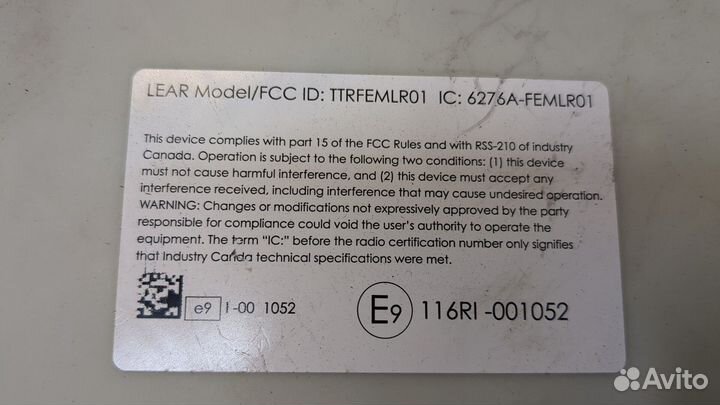 LEAR Model/FCC ID: TTRFEMLR01 IC: 6276A-FEMLR01
This device complies with part 15 of the FCC Rules and with RSS-210 of industry
Canada. Operation is subject to the following two conditions: (1) this device
must not cause harmful interference, and (2) this device must accept any
interference received, including interference that may cause undesired operation.
WARNING: Changes or modifications not expressively approved by the party
responsible for compliance could void the user's authority to operate the
equipment. The term "IC:" before the radio certification number only signifies
that Industry Canda technical specifications were met.
e9 1-00 1052
E9 116RI -001052
Avito